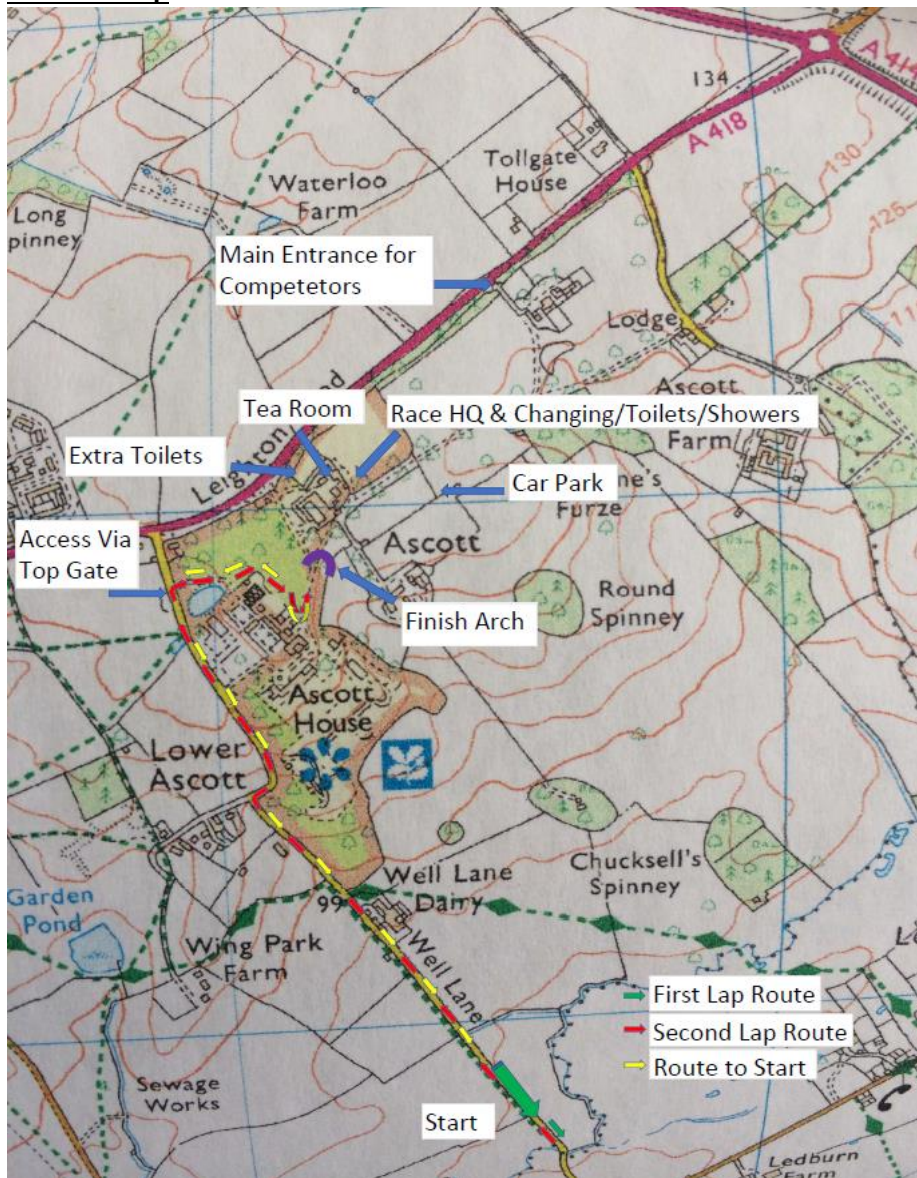 134
A 418
A 414
Tollgate
House
130
125
Waterloo
Farm
Long
pinney
Main Entrance for
Competetors
Lodge
Ascott
Farm
Tea Room
Race HQ & Changing/Toilets/Showers
Extra Toilets
Leighton
Car Park
ne's
Furze
Access Via
Top Gate
Ascott
Round
Spinney
Finish Arch
Ascott
House
Lower
Ascott
Chucksell's
Spinney
Well Lane
Dairy
99
Garden
Pond
Wing Park
Farm
Well Lane
First Lap Route
Second Lap Route
Route to Start
Sewage
Works
Start
Ledburn
Farm